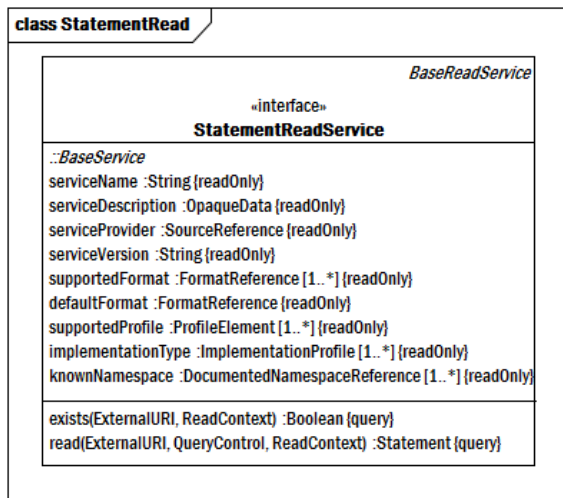 class StatementRead
BaseReadService
«interface»
StatementReadService
::BaseService
serviceName :String {readOnly}
serviceDescription :OpaqueData {readOnly}
serviceProvider :SourceReference {readOnly}
serviceVersion :String {readOnly}
supportedFormat :FormatReference [1..*] {readOnly}
defaultFormat :FormatReference {readOnly}
supportedProfile :ProfileElement [1..*] {readOnly}
implementationType :ImplementationProfile [1..*] {readOnly}
knownNamespace :DocumentedNamespaceReference [1..*] {readOnly}
exists(ExternalURI, ReadContext) :Boolean {query}
read(ExternalURI, QueryControl, ReadContext) :Statement {query}